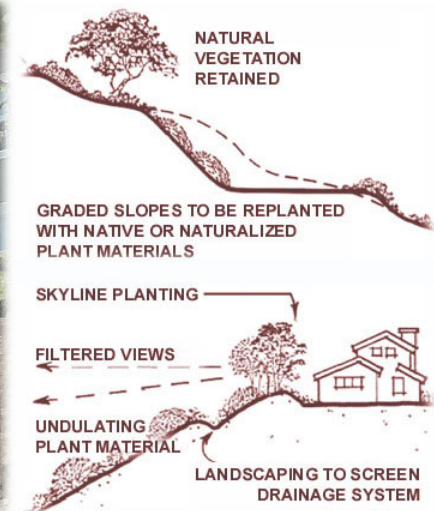 NATURAL
VEGETATION
RETAINED
GRADED SLOPES TO BE REPLANTED
WITH NATIVE OR NATURALIZED
PLANT MATERIALS
SKYLINE PLANTING
FILTERED VIEWS
UNDULATING
PLANT MATERIAL
LANDSCAPING TO SCREEN
DRAINAGE SYSTEM